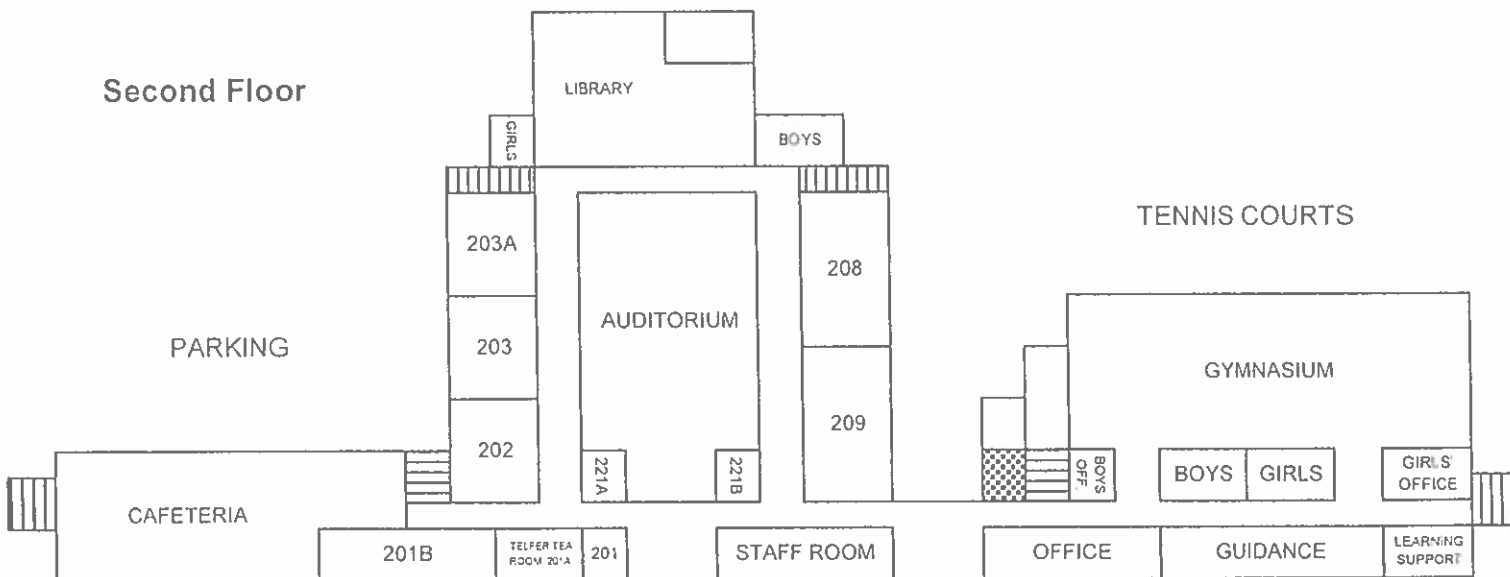 Second Floor
LIBRARY
GIRLS
BOYS
203A
208
TENNIS COURTS
AUDITORIUM
PARKING
203
GYMNASIUM
202
209
221A
221B
BOYS
OFF.
BOYS
GIRLS
GIRLS'
OFFICE
CAFETERIA
201B
TELFER TEA
ROOM 201A
201
STAFF ROOM
OFFICE
GUIDANCE
LEARNING
SUPPORT